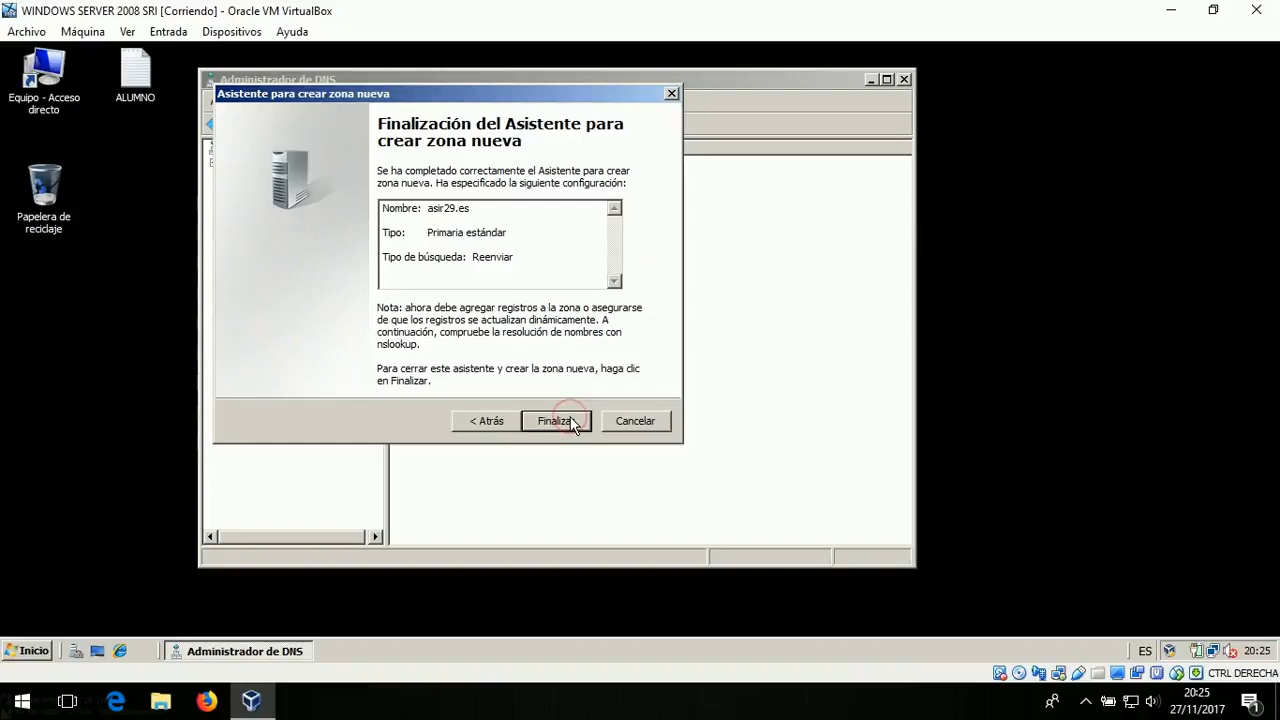 WINDOWS SERVER 2008 SRI [Corriendo] - Oracle VM VirtualBox
Archivo Máquina Ver Entrada Dispositivos Ayuda
Equipo - Acceso
directo
ALUMNO
Papelera de
reciclaje
Administrador de DNS
Asistente para crear zona nueva
Finalización del Asistente para
crear zona nueva
Se ha completado correctamente el Asistente para crear
zona nueva. Ha especificado la siguiente configuración:
Nombre: asir29.es
Tipo: Primaria estándar
Tipo de búsqueda: Reenviar
Nota: ahora debe agregar registros a la zona o asegurarse
de que los registros se actualizan dinámicamente. A
continuación, compruebe la resolución de nombres con
nslookup.
Para cerrar este asistente y crear la zona nueva, haga clic
en Finalizar.
< Atrás Finalizar Cancelar
Inicio Administrador de DNS ES 20:25
CTRL DERECHA
20:25
27/11/2017
1